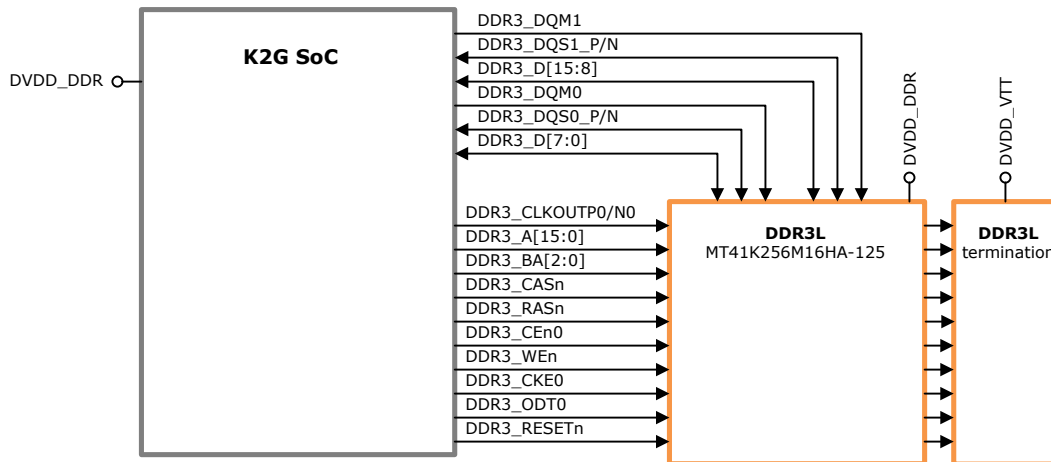 DDR3_DQM1
DDR3_DQS1_P/N
DDR3_D[15:8]
DDR3_DQM0
DDR3_DQS0_P/N
DDR3_D[7:0]
K2G SoC
DVDD_DDR
DVDD_DDR
DVDD_VTT
DDR3_CLKOUTP0/N0
DDR3_A[15:0]
DDR3_BA[2:0]
DDR3_CASn
DDR3_RASn
DDR3_CEn0
DDR3_WEn
DDR3_CKE0
DDR3_ODT0
DDR3_RESETn
DDR3L
MT41K256M16HA-125
DDR3L
termination